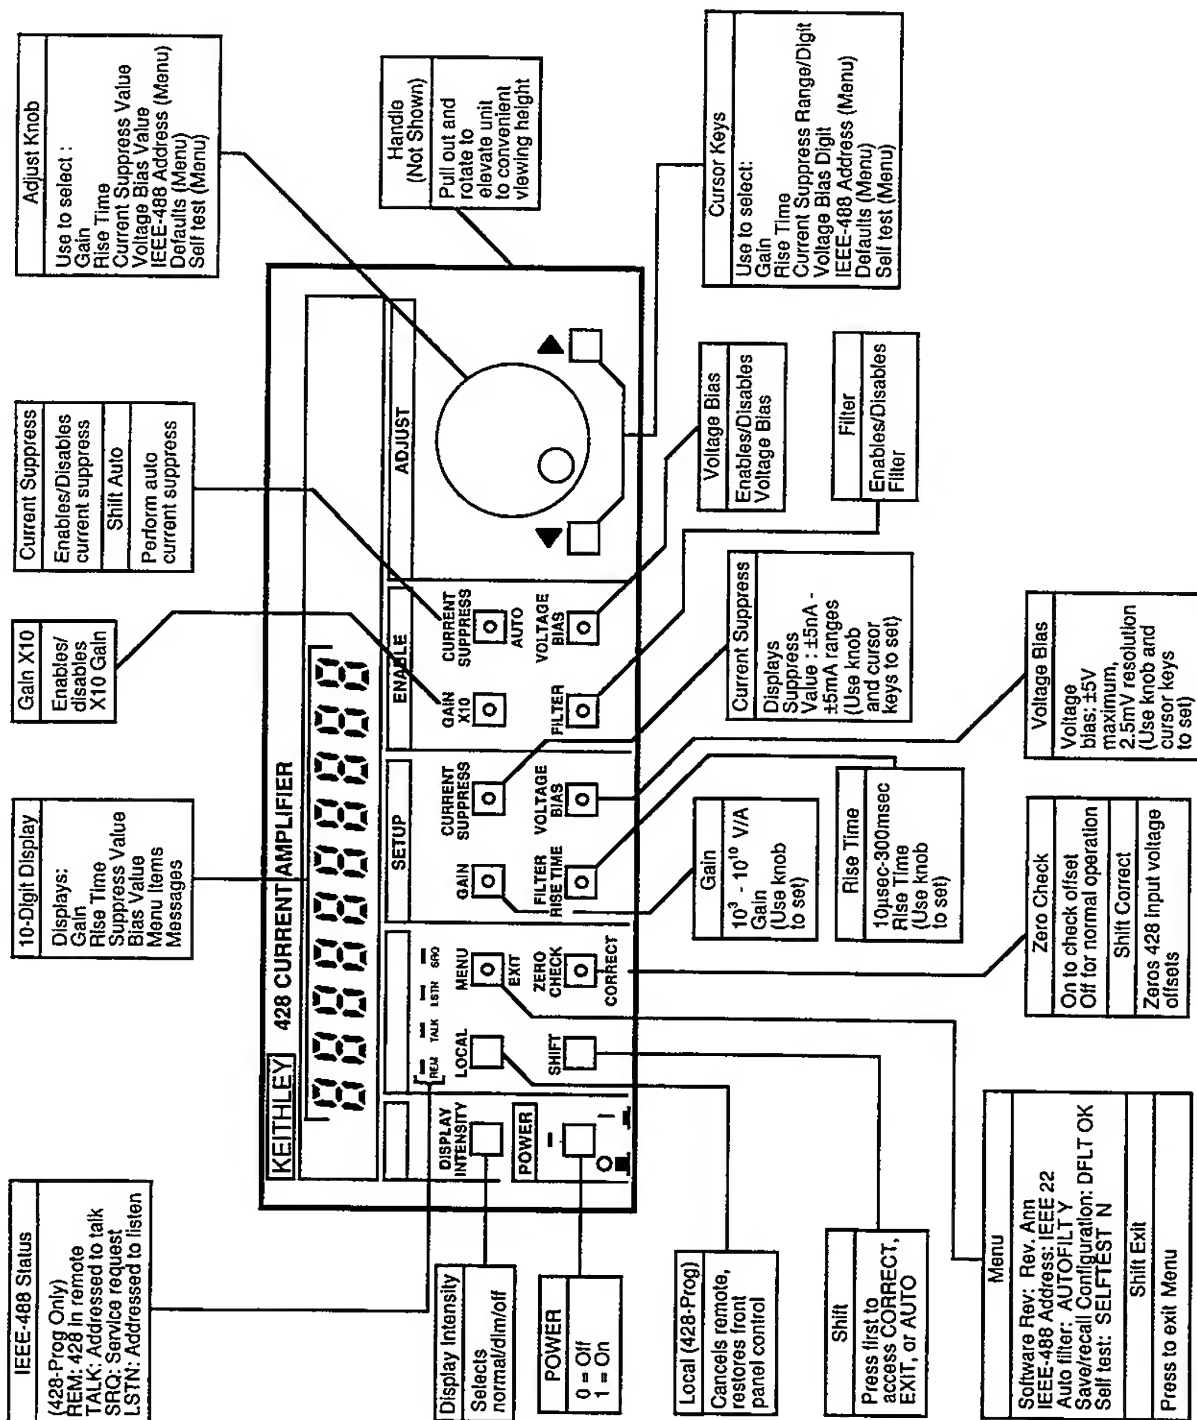 IEEE-488 Status
(428-Prog Only)
REM: 428 In remote
TALK: Addressed to talk
SRQ: Service request
LSTN: Addressed to listen
10-Digit Display
Displays:
Gain
Rise Time
Suppress Value
Bias Value
Menu Items
Messages
Gain X10
Enables/
disables
X10 Gain
Current Suppress
Enables/Disables
current suppress
Shift Auto
Perform auto
current suppress
Adjust Knob
Use to select :
Gain
Rise Time
Current Suppress Value
Voltage Bias Value
IEEE-488 Address (Menu)
Defaults (Menu)
Self test (Menu)
Handle
(Not Shown)
Pull out and
rotate to
elevate unit
to convenient
viewing height
KEITHLEY
428 CURRENT AMPLIFIER
SETUP
ENABLE
ADJUST
DISPLAY
INTENSITY
POWER
REM TALK LSTN SRQ
LOCAL
MENU
EXIT
SHIFT
ZERO
CHECK
CORRECT
GAIN
CURRENT
SUPPRESS
FILTER
RISE TIME
VOLTAGE
BIAS
GAIN
X10
CURRENT
SUPPRESS
AUTO
FILTER
VOLTAGE
BIAS
Display Intensity
Selects
normal/dim/off
POWER
0 = Off
1 = On
Local (428-Prog)
Cancels remote,
restores front
panel control
Shift
Press first to
access CORRECT,
EXIT, or AUTO
Menu
Software Rev: Rev. Ann
IEEE-488 Address: IEEE 22
Auto filter: AUTOFILT Y
Save/recall Configuration: DFLT OK
Self test: SELFTEST N
Shift Exit
Press to exit Menu
Zero Check
On to check offset
Off for normal operation
Shift Correct
Zeros 428 input voltage
offsets
Gain
10³ - 10¹⁰ V/A
Gain
(Use knob
to set)
Rise Time
10µsec-300msec
Rise Time
(Use knob
to set)
Current Suppress
Displays
Suppress
Value : ±5nA -
±5mA ranges
(Use knob
and cursor
keys to set)
Voltage Bias
Voltage
bias: ±5V
maximum,
2.5mV resolution
(Use knob and
cursor keys
to set)
Voltage Bias
Enables/Disables
Voltage Bias
Filter
Enables/Disables
Filter
Cursor Keys
Use to select:
Gain
Rise Time
Current Suppress Range/Digit
Voltage Bias Digit
IEEE-488 Address (Menu)
Defaults (Menu)
Self test (Menu)